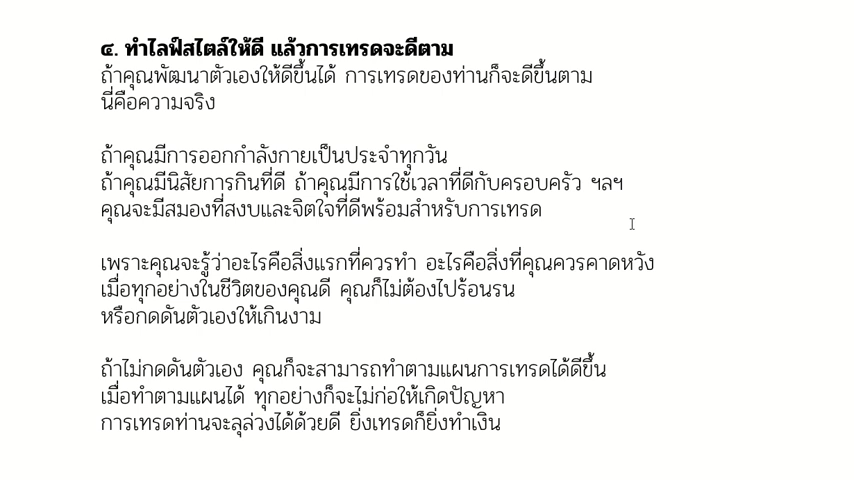 ๔. ทำไลฟ์สไตล์ให้ดี แล้วการเทรดจะดีตาม
ถ้าคุณพัฒนาตัวเองให้ดีขึ้นได้ การเทรดของท่านก็จะดีขึ้นตาม
นี่คือความจริง
ถ้าคุณมีการออกกำลังกายเป็นประจำทุกวัน
ถ้าคุณมีนิสัยการกินที่ดี ถ้าคุณมีการใช้เวลาที่ดีกับครอบครัว ฯลฯ
คุณจะมีสมองที่สงบและจิตใจที่ดีพร้อมสำหรับการเทรด
เพราะคุณจะรู้ว่าอะไรคือสิ่งแรกที่ควรทำ อะไรคือสิ่งที่คุณควรคาดหวัง
เมื่อทุกอย่างในชีวิตของคุณดี คุณก็ไม่ต้องไปร้อนรน
หรือกดดันตัวเองให้เกินงาม
ถ้าไม่กดดันตัวเอง คุณก็จะสามารถทำตามแผนการเทรดได้ดีขึ้น
เมื่อทำตามแผนได้ ทุกอย่างก็จะไม่ก่อให้เกิดปัญหา
การเทรดท่านจะลุล่วงได้ด้วยดี ยิ่งเทรดก็ยิ่งทำเงิน